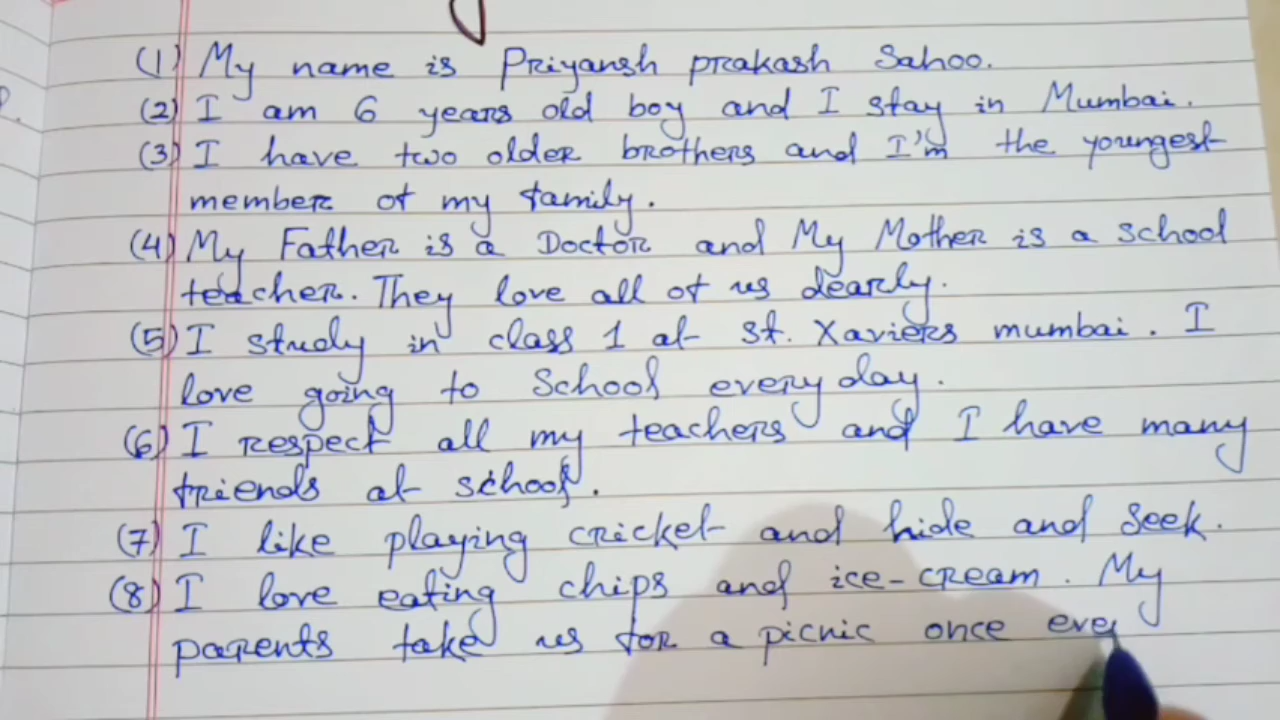 (1) My name is Priyansh prakash Sahoo.
(2) I am 6 years old boy and I stay in Mumbai.
(3) I have two older brothers and I'm the youngest
member of my family.
(4) My Father is a Doctor and My Mother is a school
teacher. They love all of us dearly.
(5) I study in class 1 at St. Xaviers mumbai. I
love going to School everyday.
(6) I respect all my teachers and I have many
friends at school.
(7) I like playing cricket and hide and seek.
(8) I love eating chips and ice-cream. My
parents take us for a picnic once eve